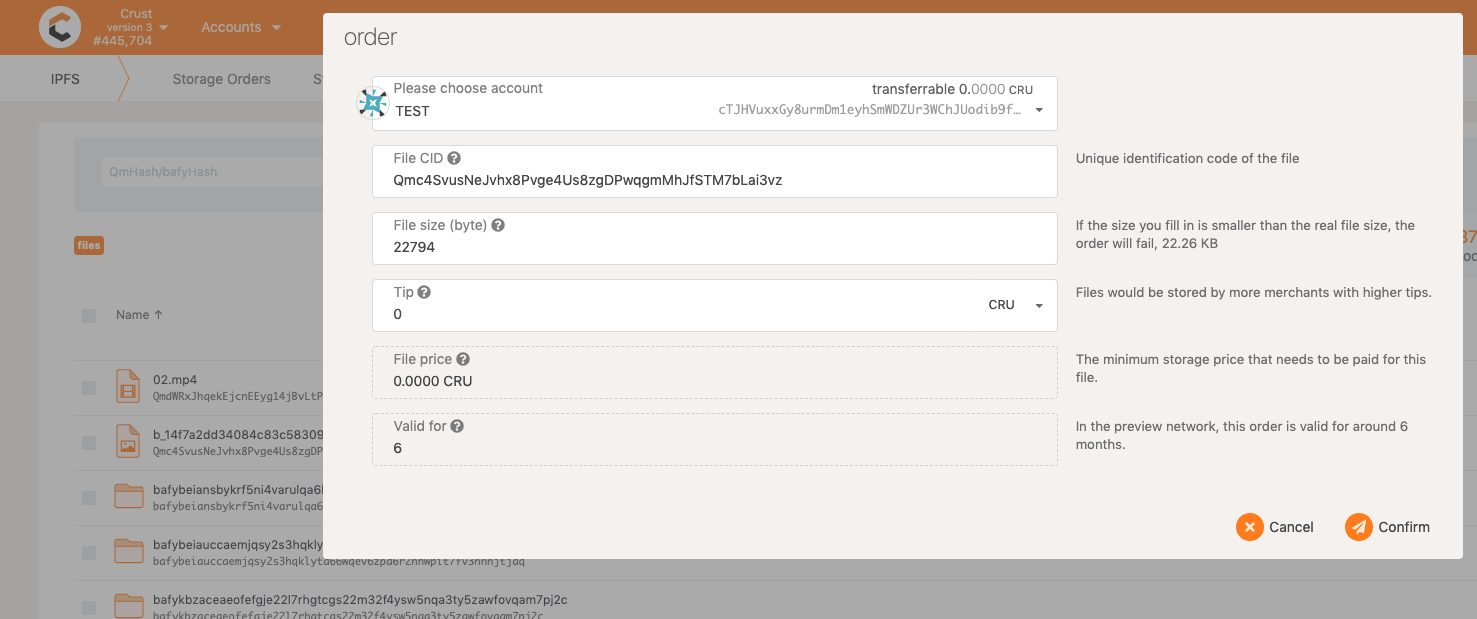 Crust
version 3
#445,704
Accounts
IPFS
Storage Orders
QmHash/bafyHash
files
Name ↑
02.mp4
QmdWRxJhqekEjcnEEyg14jBvLtP
b_14f7a2dd34084c83c58309
Qmc4SvusNeJvhx8Pvge4Us8zgDP
bafybeiansbykrf5ni4varulqa6
bafybeiansbykrf5ni4varulqa6
bafybeiauccaemjqsy2s3hqkly
bafykbzaceaeofefgje22l7rhgtcgs22m32f4ysw5nqa3ty5zawfovqam7pj2c
order
Please choose account
transferrable 0.0000 CRU
TEST
cTJHVuxxGy8urmDm1eyhSmWDZUr3WChJUodib9f…
File CID
Qmc4SvusNeJvhx8Pvge4Us8zgDPwqgmMhJfSTM7bLai3vz
Unique identification code of the file
File size (byte)
22794
If the size you fill in is smaller than the real file size, the
order will fail, 22.26 KB
Tip
0
CRU
Files would be stored by more merchants with higher tips.
File price
0.0000 CRU
The minimum storage price that needs to be paid for this
file.
Valid for
6
In the preview network, this order is valid for around 6
months.
Cancel
Confirm